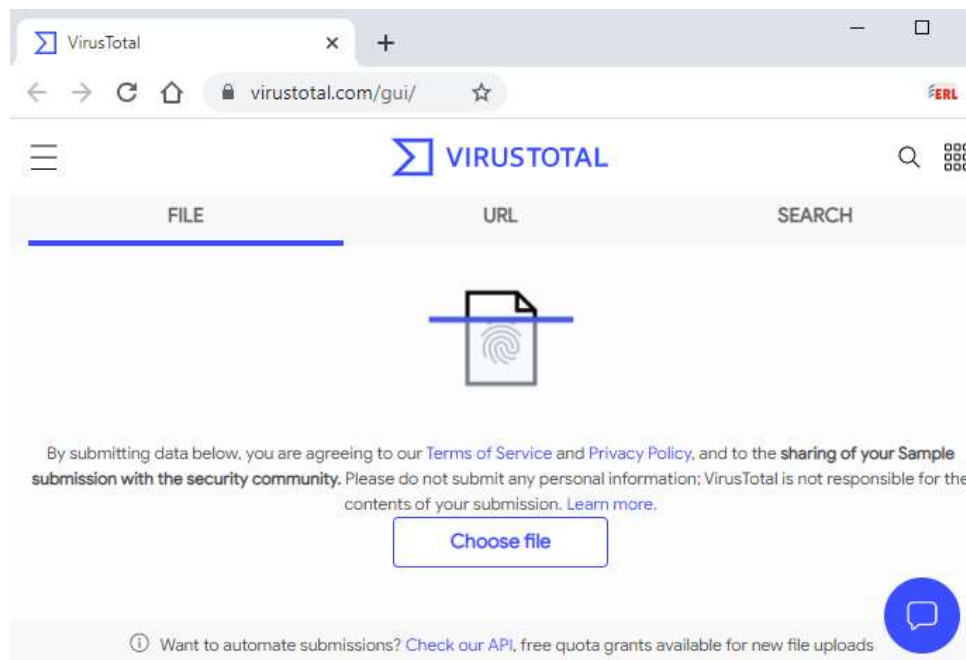 VirusTotal
virustotal.com/gui/
ERL
VIRUSTOTAL
FILE URL SEARCH
By submitting data below, you are agreeing to our Terms of Service and Privacy Policy, and to the sharing of your Sample
submission with the security community. Please do not submit any personal information; VirusTotal is not responsible for the
contents of your submission. Learn more.
Choose file
Want to automate submissions? Check our API, free quota grants available for new file uploads